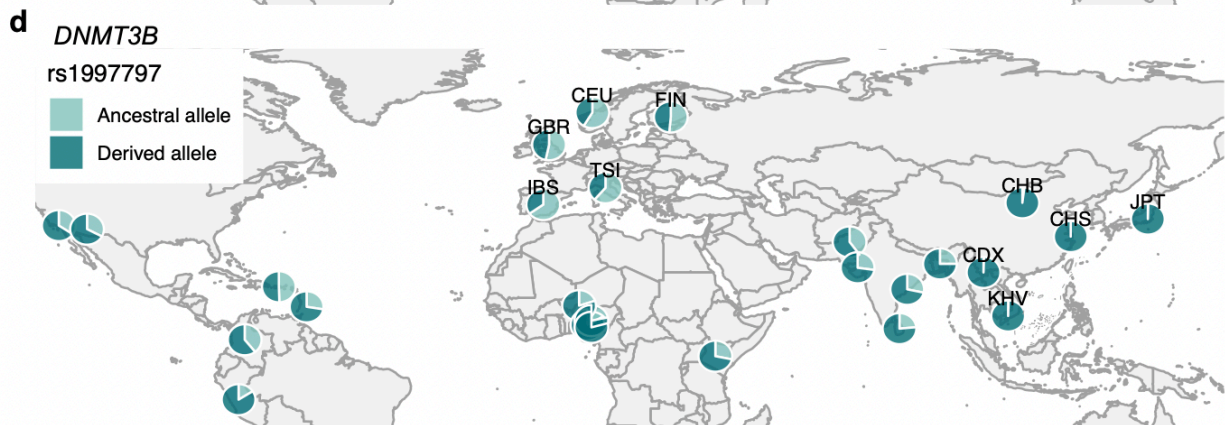 d
DNMT3B
rs1997797
Ancestral allele
Derived allele
CEU
FIN
GBR
TSI
IBS
CHB
JPT
CHS
CDX
KHV